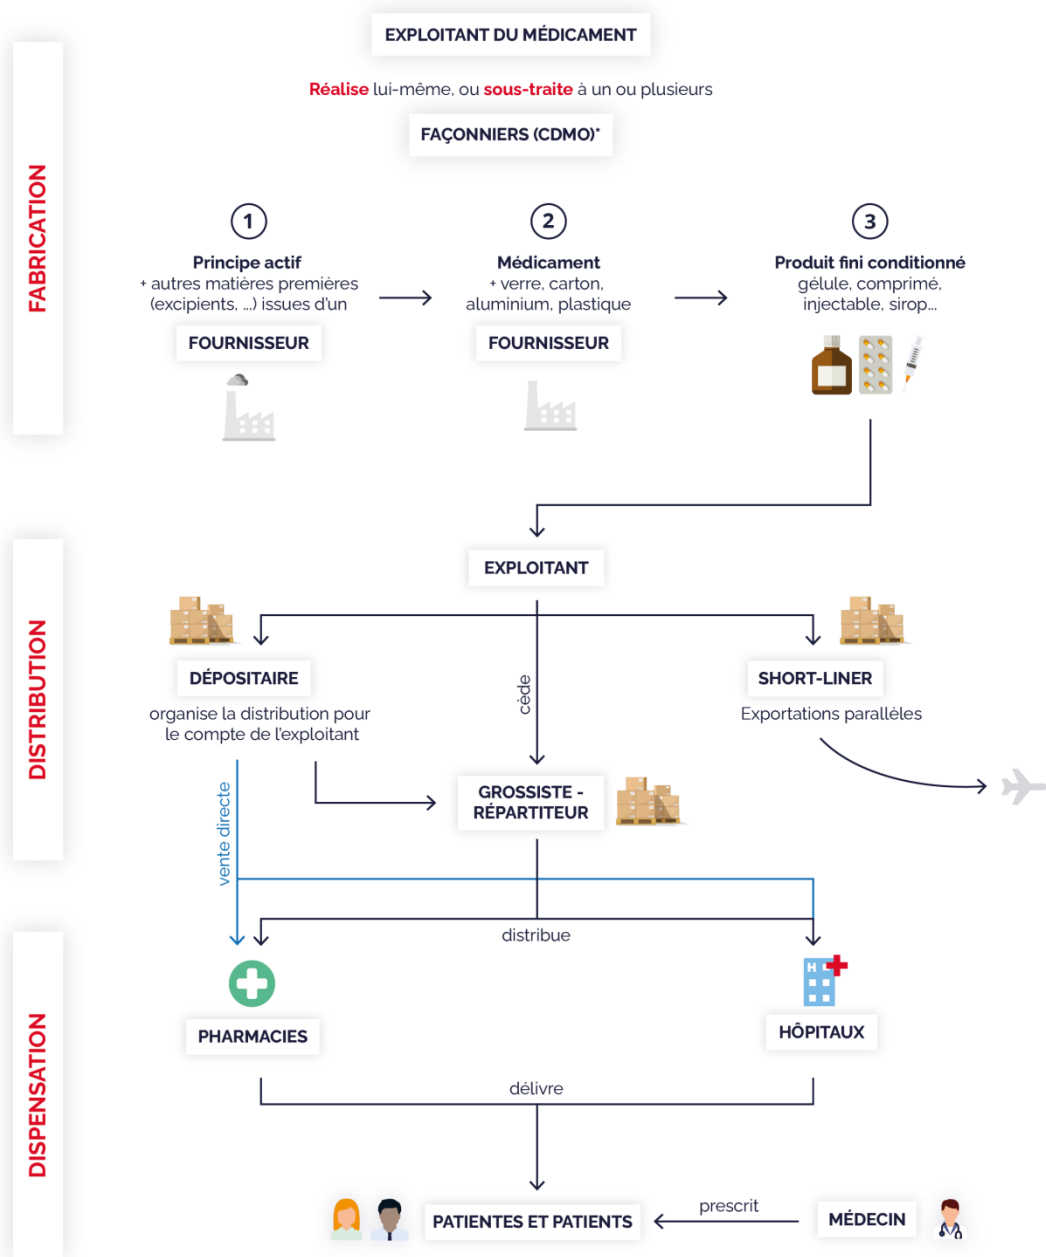 EXPLOITANT DU MÉDICAMENT
Réalise lui-même, ou sous-traite à un ou plusieurs
FAÇONNIERS (CDMO)*
FABRICATION
1
Principe actif
+ autres matières premières
(excipients, ...) issues d'un
FOURNISSEUR
2
Médicament
+ verre, carton,
aluminium, plastique
FOURNISSEUR
3
Produit fini conditionné
gélule, comprimé,
injectable, sirop...
DISTRIBUTION
EXPLOITANT
DÉPOSITAIRE
organise la distribution pour
le compte de l'exploitant
cède
SHORT-LINER
Exportations parallèles
GROSSISTE -
RÉPARTITEUR
vente directe
distribue
DISPENSATION
PHARMACIES
H
HÔPITAUX
délivre
PATIENTES ET PATIENTS
prescrit
MÉDECIN